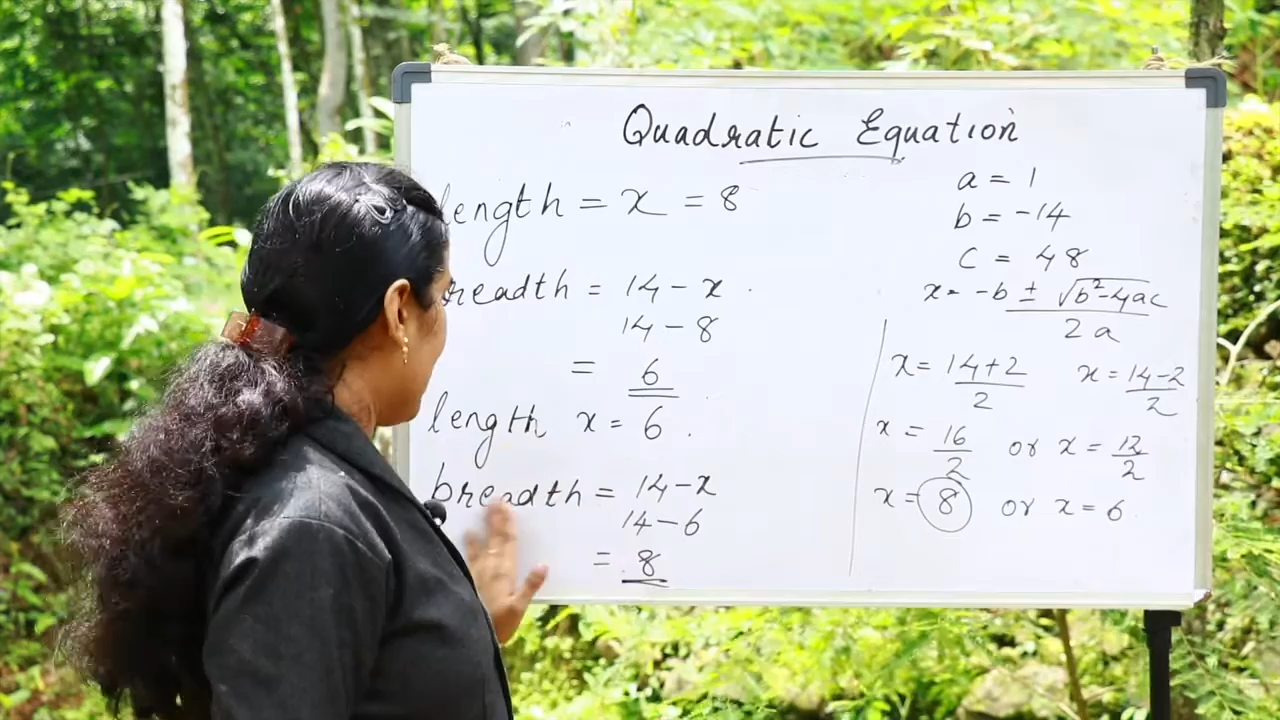 Quadratic Equation
length = x = 8
breadth = 14 - x
14 - 8
= 6
length x = 6
breadth = 14 - x
14 - 6
= 8
a = 1
b = -14
c = 48
x = -b ± √b²-4ac
2a
x = 14+2 x = 14-2
2 2
x = 16 or x = 12
2 2
x = 8 or x = 6